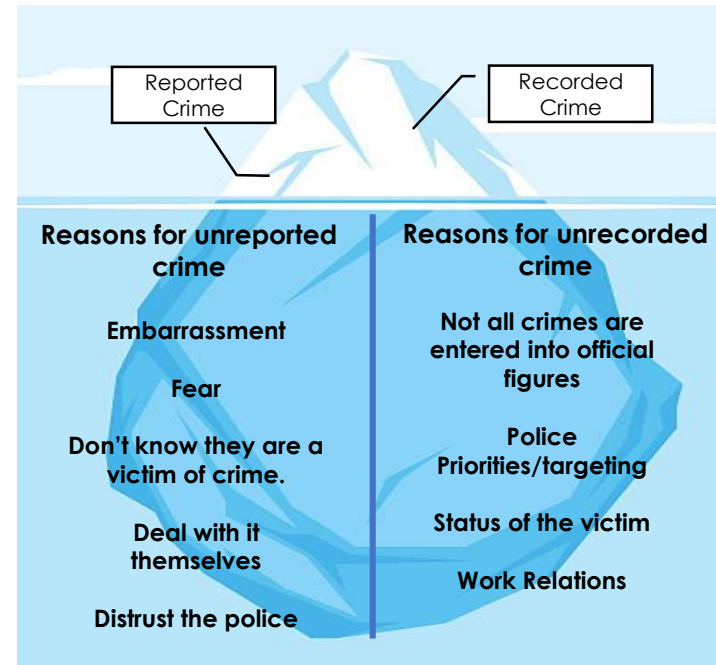 Reported
Crime
Recorded
Crime
Reasons for unreported
crime
Embarrassment
Fear
Don't know they are a
victim of crime.
Deal with it
themselves
Distrust the police
Reasons for unrecorded
crime
Not all crimes are
entered into official
figures
Police
Priorities/targeting
Status of the victim
Work Relations